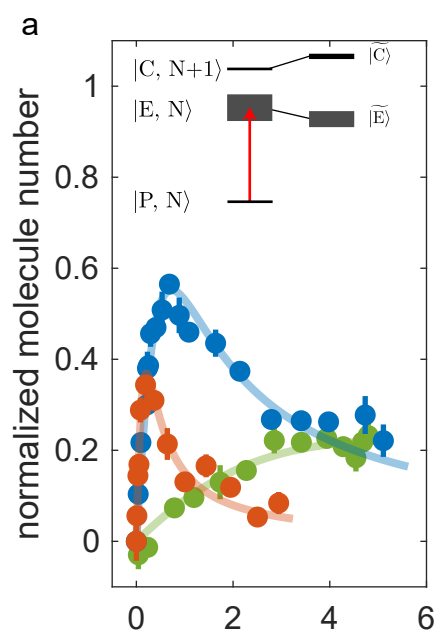 a
normalized molecule number
1
0.8
0.6
0.4
0.2
0
0 2 4 6
|C, N+1⟩
|C̃⟩
|E, N⟩
|Ẽ⟩
|P, N⟩